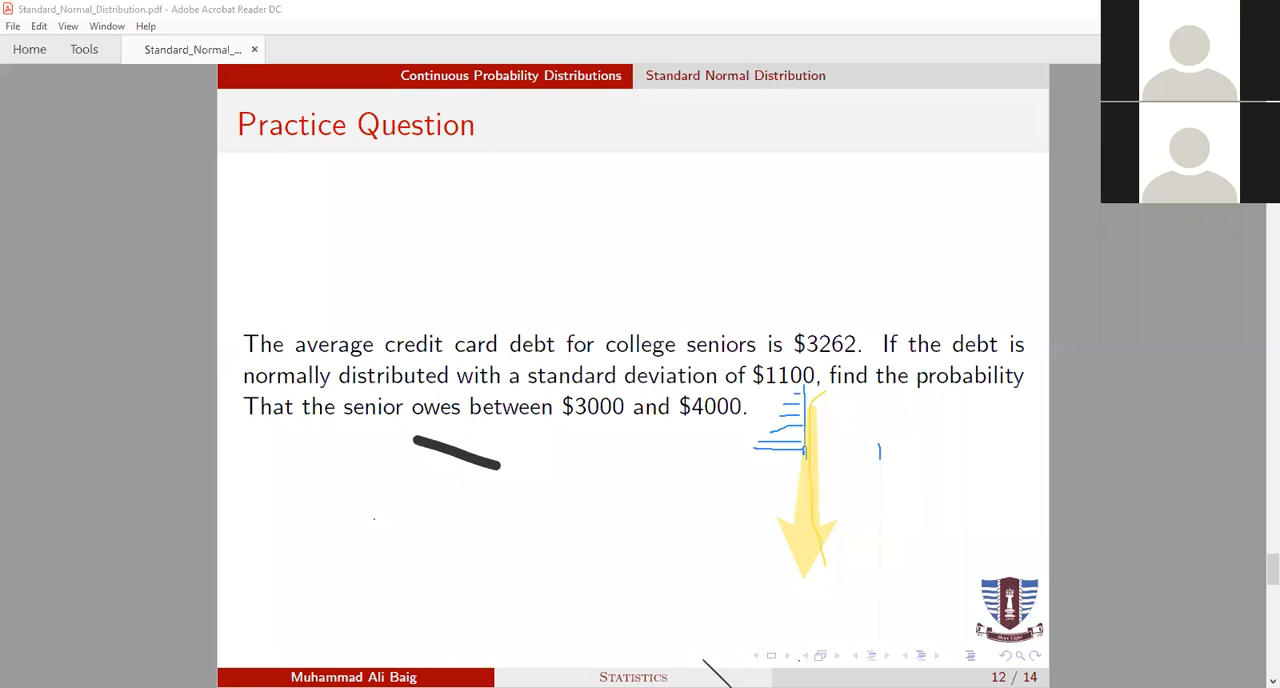 Standard_Normal_Distribution.pdf - Adobe Acrobat Reader DC
File Edit View Window Help
Home Tools Standard_Normal_... ×
Continuous Probability Distributions Standard Normal Distribution
Practice Question
The average credit card debt for college seniors is $3262. If the debt is
normally distributed with a standard deviation of $1100, find the probability
That the senior owes between $3000 and $4000.
Muhammad Ali Baig Statistics 12 / 14